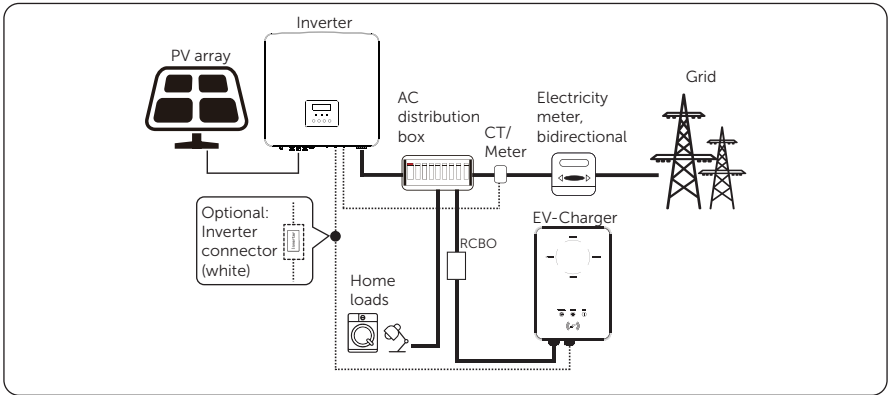 Inverter
PV array
AC
distribution
box
CT/
Meter
Electricity
meter,
bidirectional
Grid
Optional:
Inverter
connector
(white)
Inverter
RCBO
EV-Charger
Home
loads